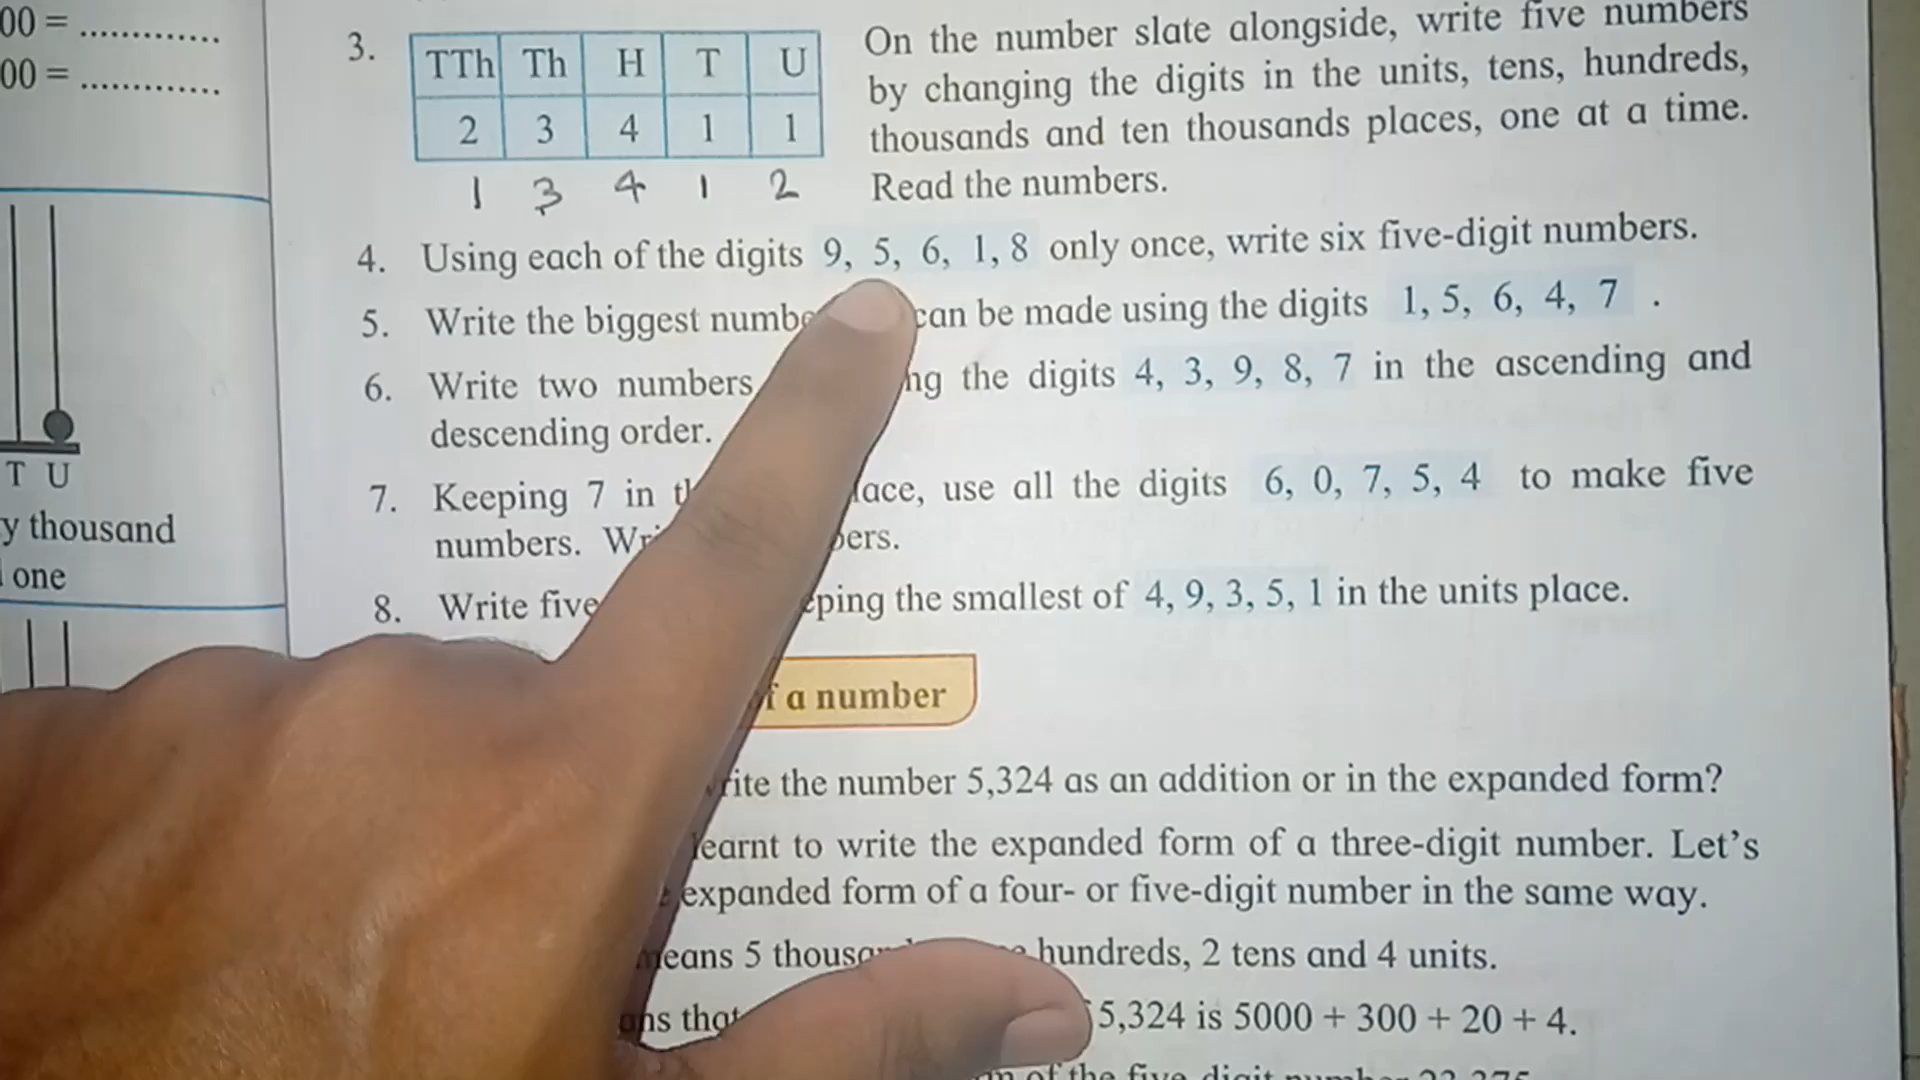 00 = .............
00 = .............
T U
y thousand
one
3.
TTh Th H T U
2 3 4 1 1
1 3 4 1 2
On the number slate alongside, write five numbers
by changing the digits in the units, tens, hundreds,
thousands and ten thousands places, one at a time.
Read the numbers.
4. Using each of the digits 9, 5, 6, 1, 8 only once, write six five-digit numbers.
5. Write the biggest can be made using the digits 1, 5, 6, 4, 7 .
6. Write two numbers the digits 4, 3, 9, 8, 7 in the ascending and
descending order.
7. Keeping 7 in use all the digits 6, 0, 7, 5, 4 to make five
numbers.
8. Write five the smallest of 4, 9, 3, 5, 1 in the units place.
a number
the number 5,324 as an addition or in the expanded form?
learnt to write the expanded form of a three-digit number. Let's
expanded form of a four- or five-digit number in the same way.
means 5 hundreds, 2 tens and 4 units.
that 5,324 is 5000 + 300 + 20 + 4.
of the five digit number